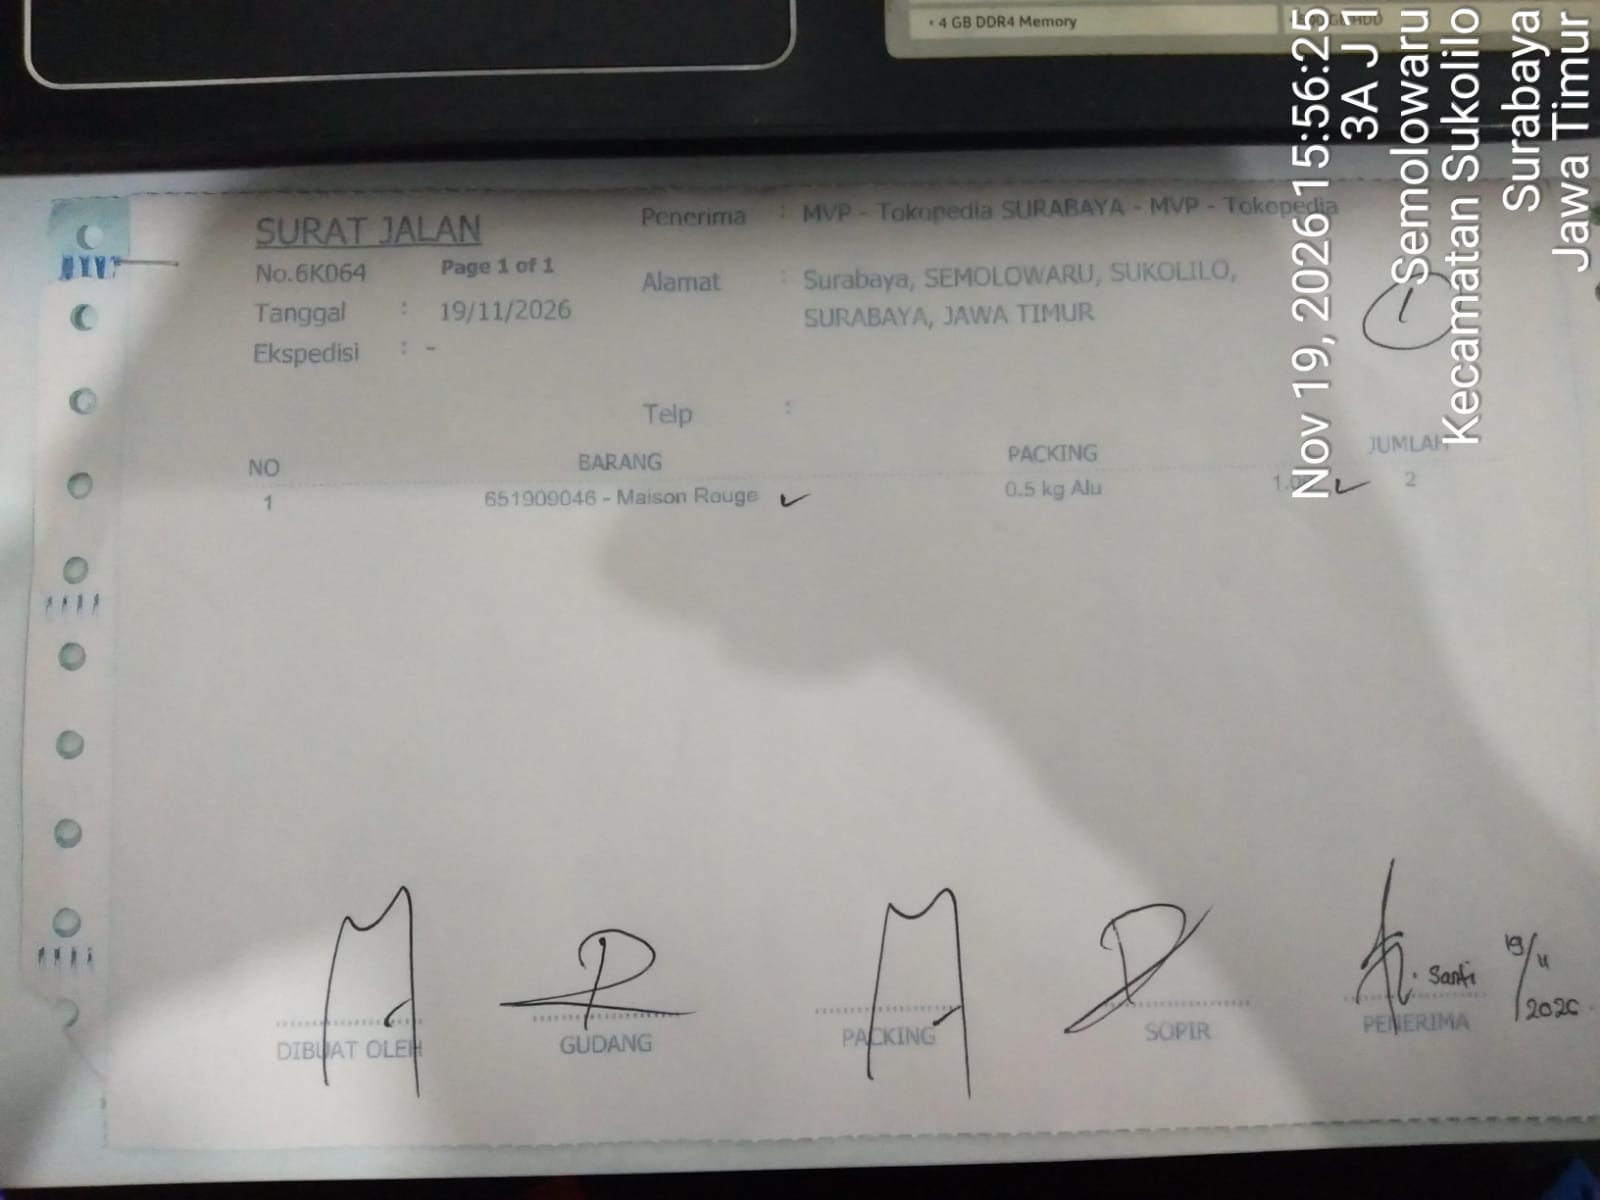 • 4 GB DDR4 Memory
Nov 19, 2026 15:56:25
3A J 1
Semolowaru
Kecamatan Sukolilo
Surabaya
Jawa Timur
SURAT JALAN
No.6K064 Page 1 of 1
Tanggal : 19/11/2026
Ekspedisi : -
Penerima : MVP - Tokopedia SURABAYA - MVP - Tokopedia
Alamat : Surabaya, SEMOLOWARU, SUKOLILO,
SURABAYA, JAWA TIMUR
Telp :
1
NO BARANG PACKING JUMLAH
1 651909046 - Maison Rouge ✓ 0.5 kg Alu ✓ 2
Santi 19/11
2026
DIBUAT OLEH GUDANG PACKING SOPIR PENERIMA